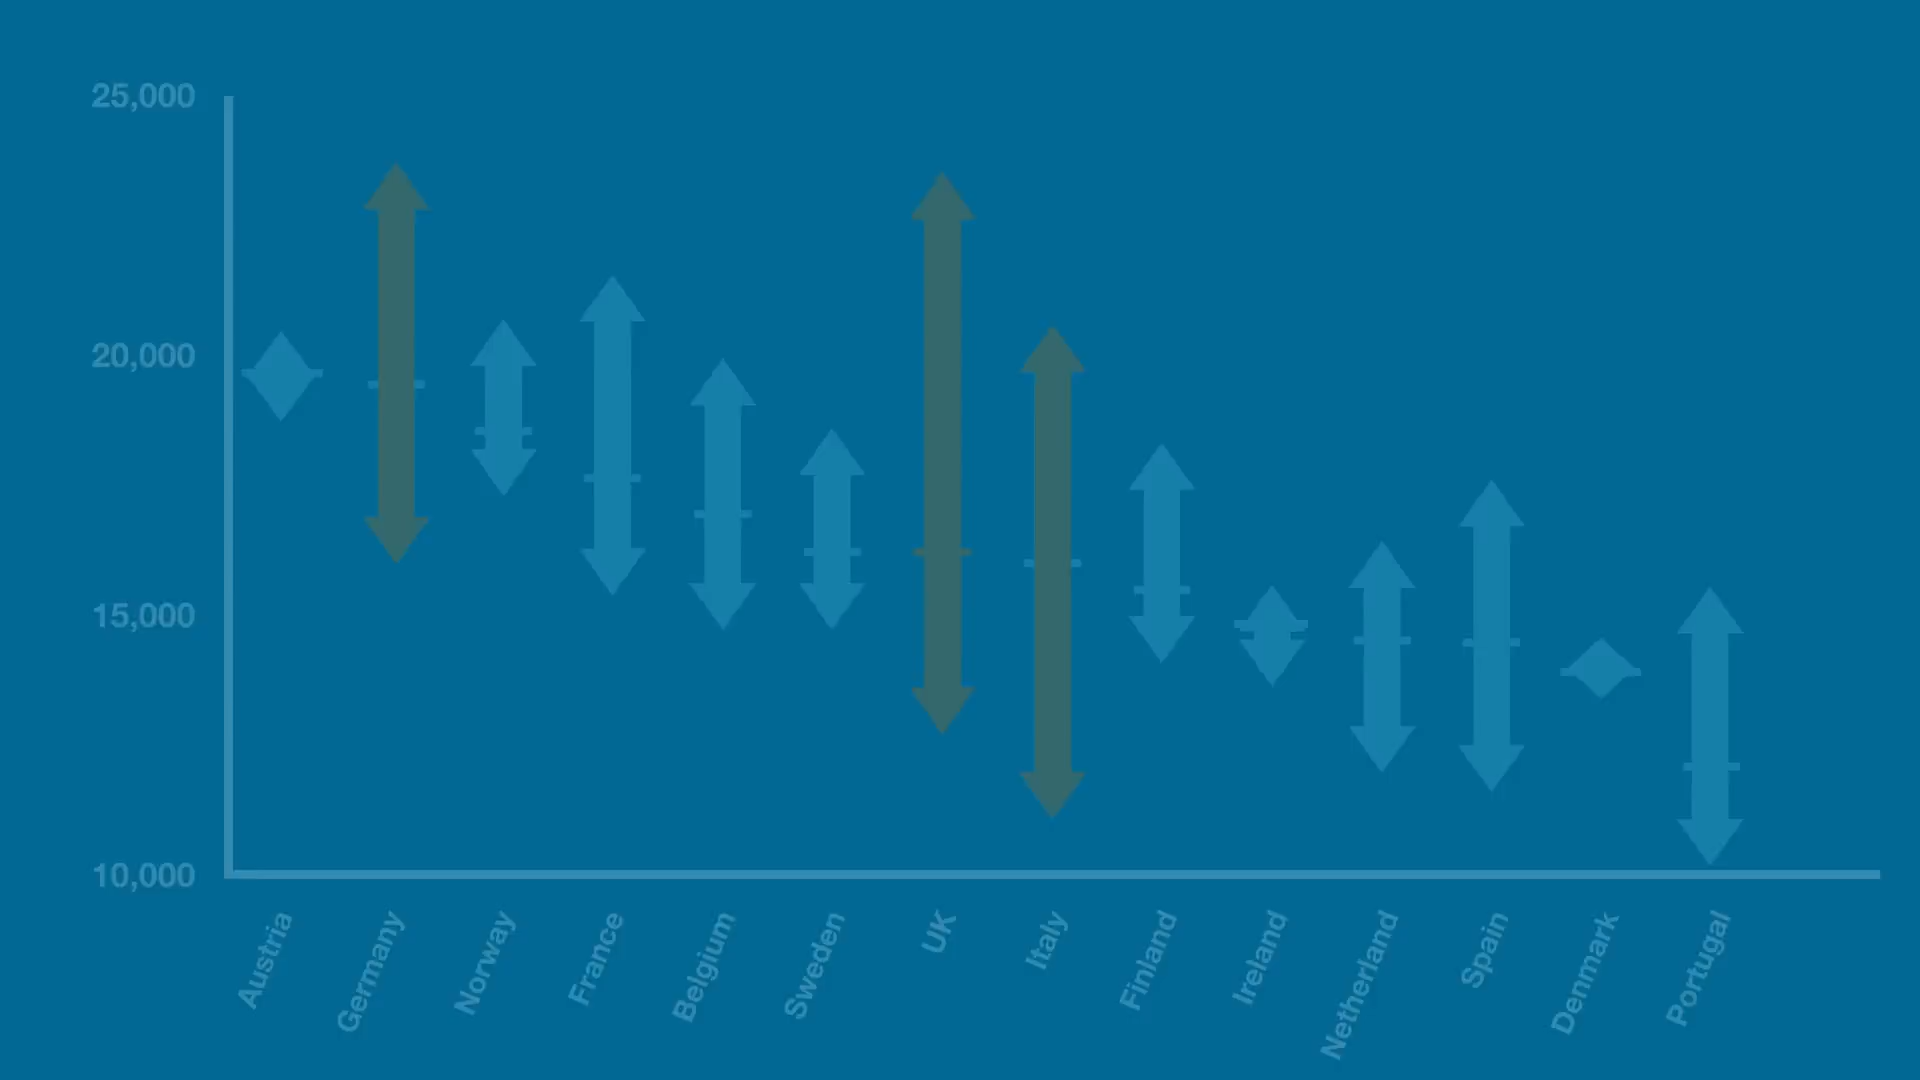 25,000
20,000
15,000
10,000
Austria
Germany
Norway
France
Belgium
Sweden
UK
Italy
Finland
Ireland
Netherland
Spain
Denmark
Portugal